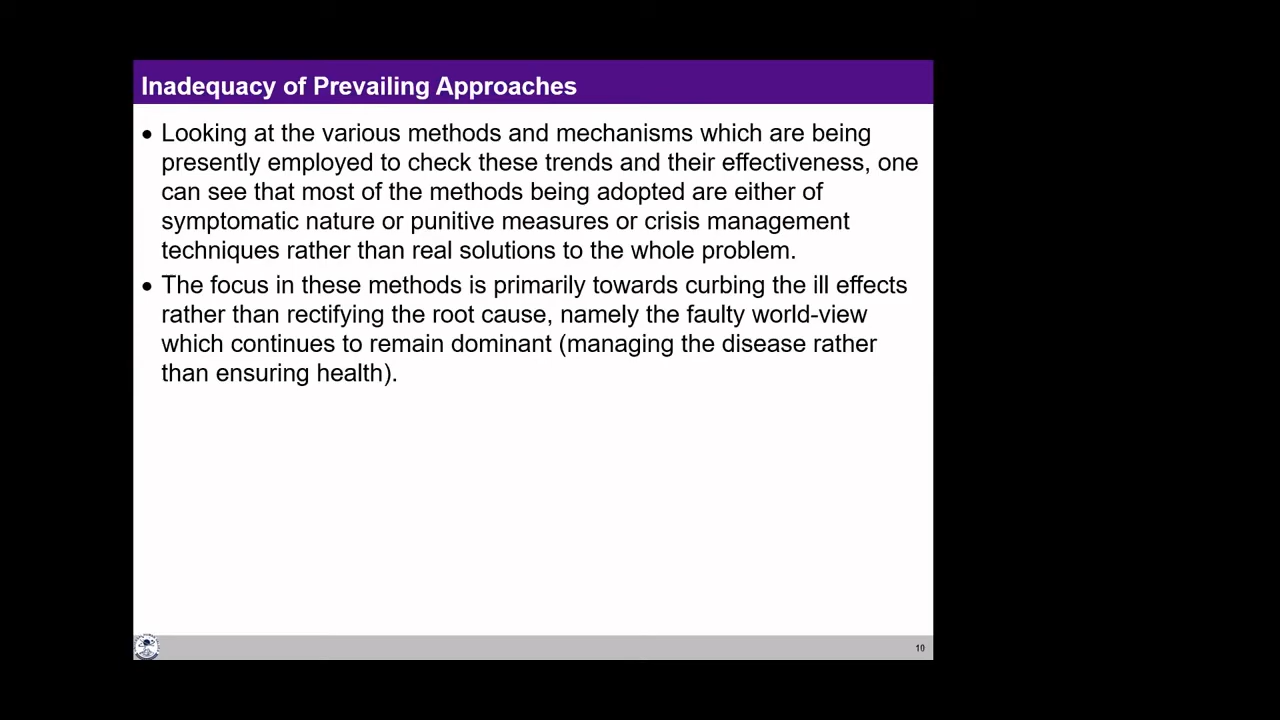 Inadequacy of Prevailing Approaches
• Looking at the various methods and mechanisms which are being
presently employed to check these trends and their effectiveness, one
can see that most of the methods being adopted are either of
symptomatic nature or punitive measures or crisis management
techniques rather than real solutions to the whole problem.
• The focus in these methods is primarily towards curbing the ill effects
rather than rectifying the root cause, namely the faulty world-view
which continues to remain dominant (managing the disease rather
than ensuring health).
10